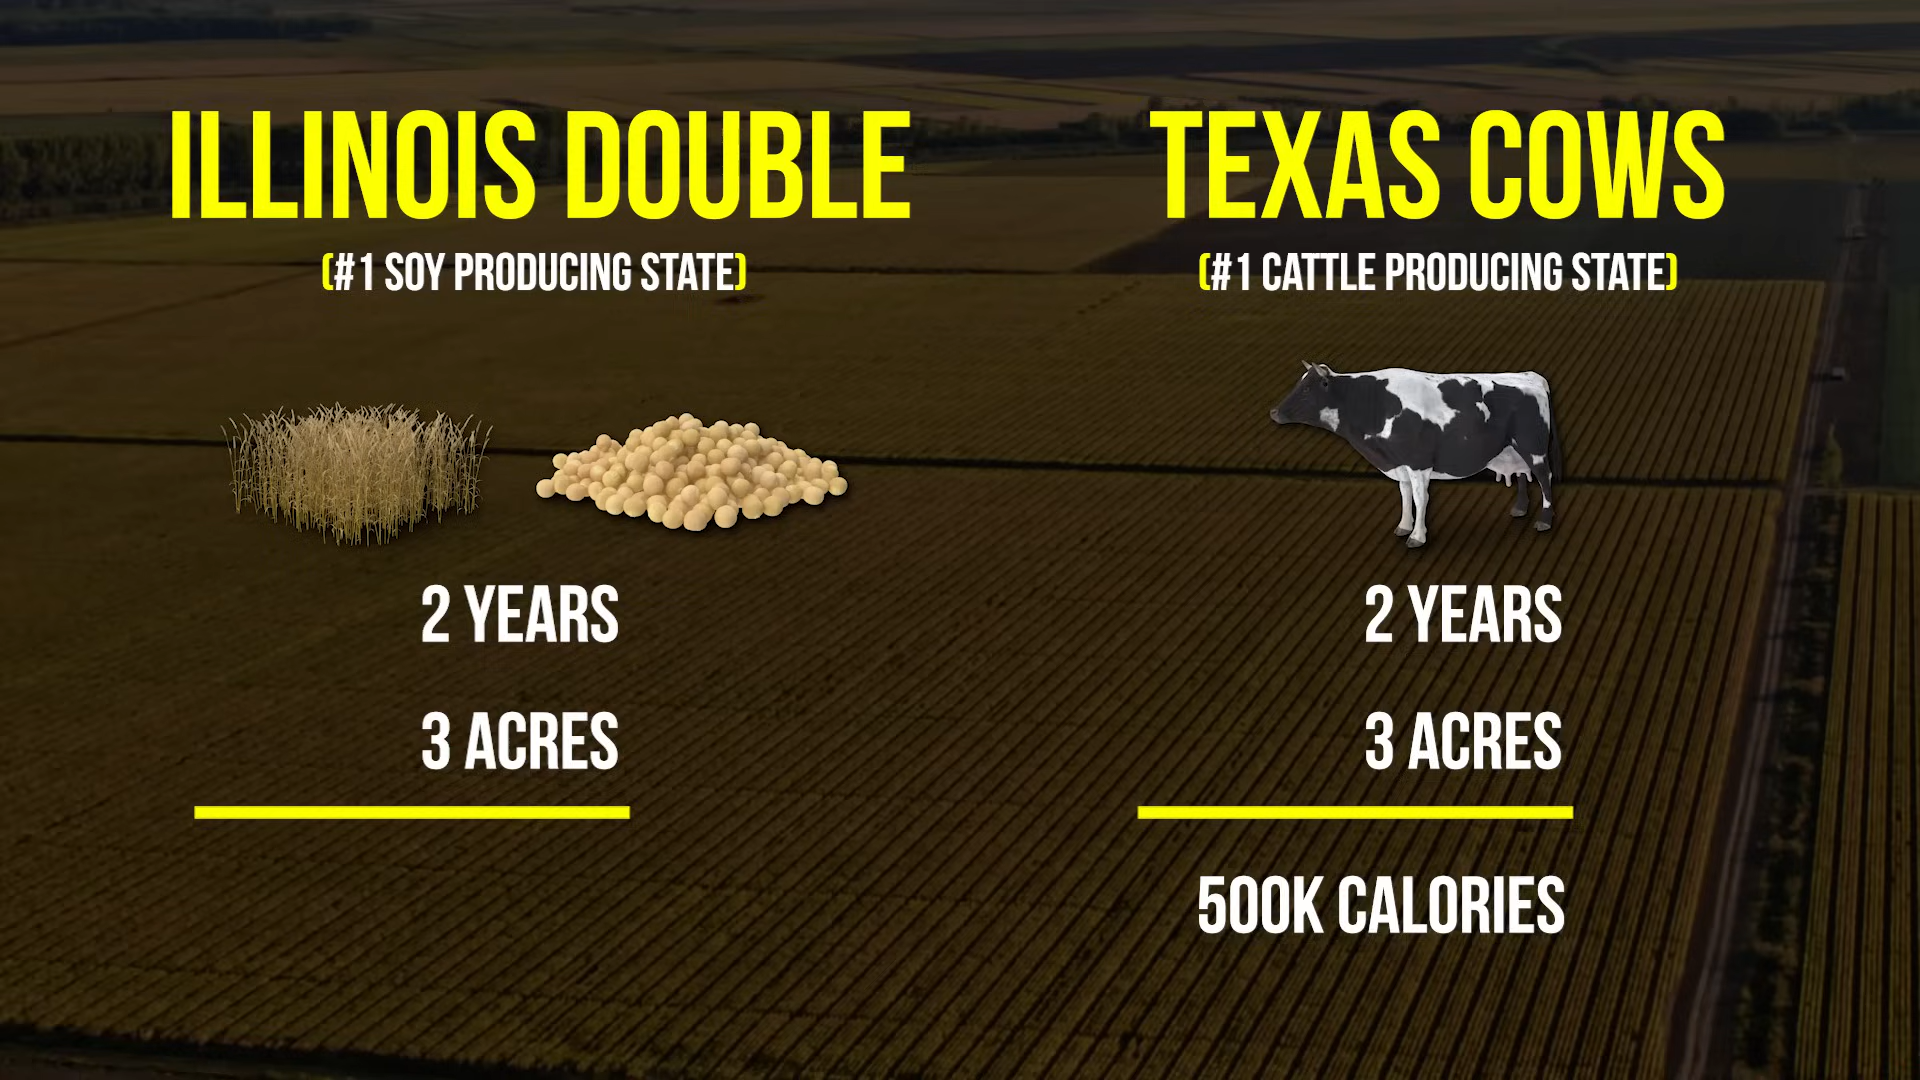 ILLINOIS DOUBLE
(#1 SOY PRODUCING STATE)
2 YEARS
3 ACRES
TEXAS COWS
(#1 CATTLE PRODUCING STATE)
2 YEARS
3 ACRES
500K CALORIES